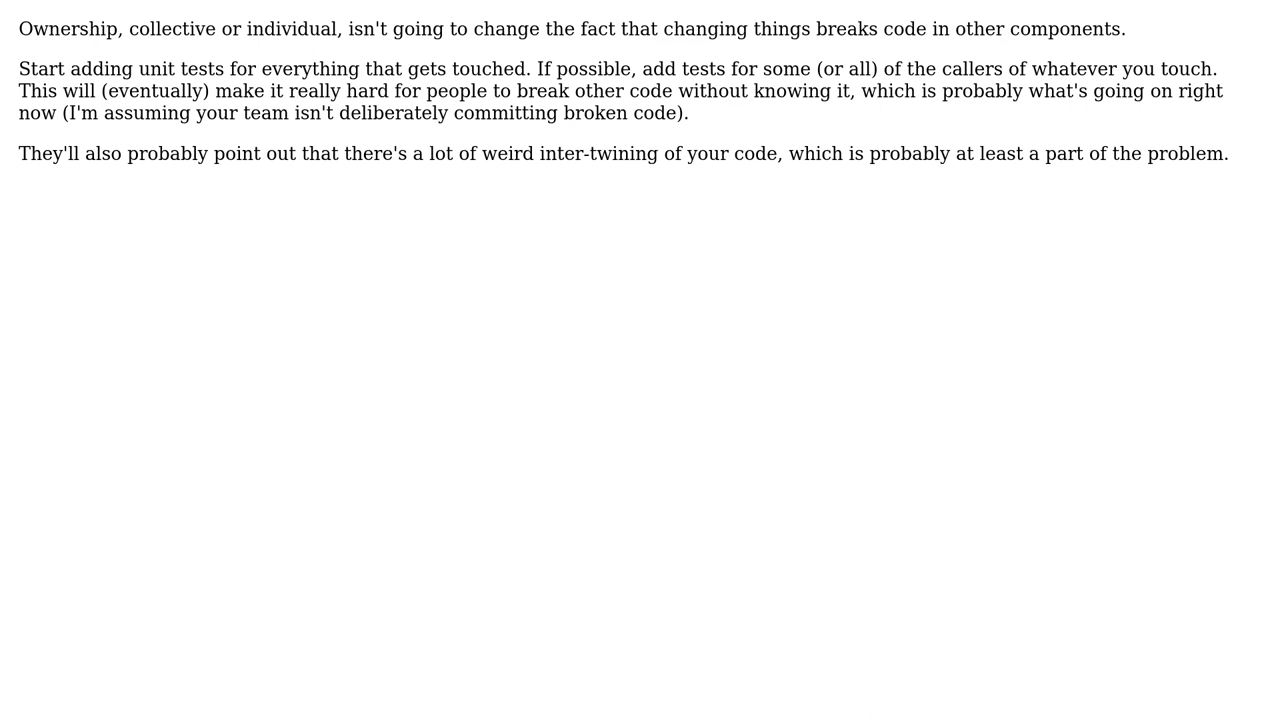 Ownership, collective or individual, isn't going to change the fact that changing things breaks code in other components.
Start adding unit tests for everything that gets touched. If possible, add tests for some (or all) of the callers of whatever you touch.
This will (eventually) make it really hard for people to break other code without knowing it, which is probably what's going on right
now (I'm assuming your team isn't deliberately committing broken code).
They'll also probably point out that there's a lot of weird inter-twining of your code, which is probably at least a part of the problem.